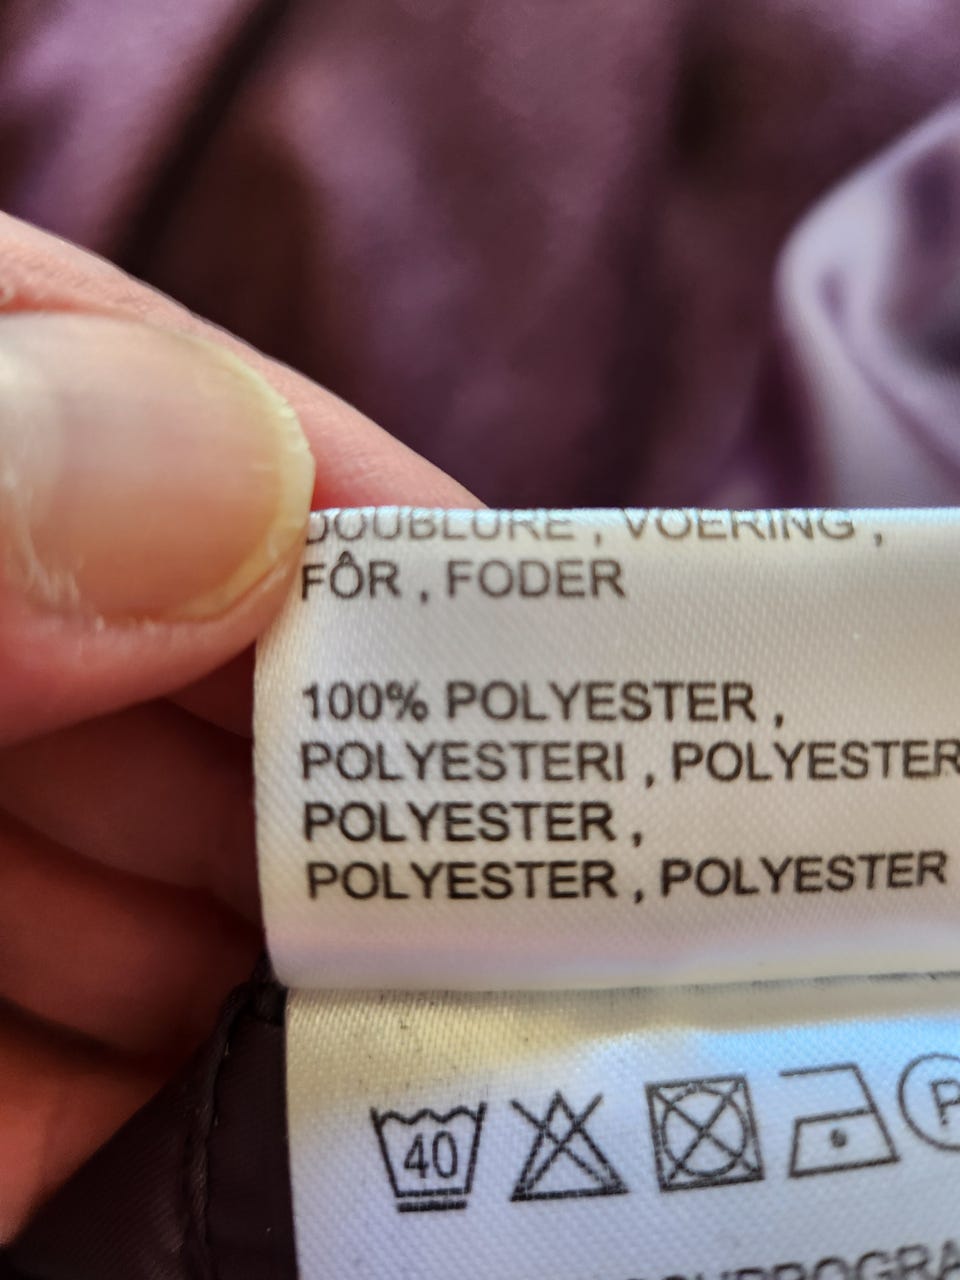 DOUBLURE , VOERING ,
FÔR , FODER
100% POLYESTER ,
POLYESTERI , POLYESTER
POLYESTER ,
POLYESTER , POLYESTER
40
P